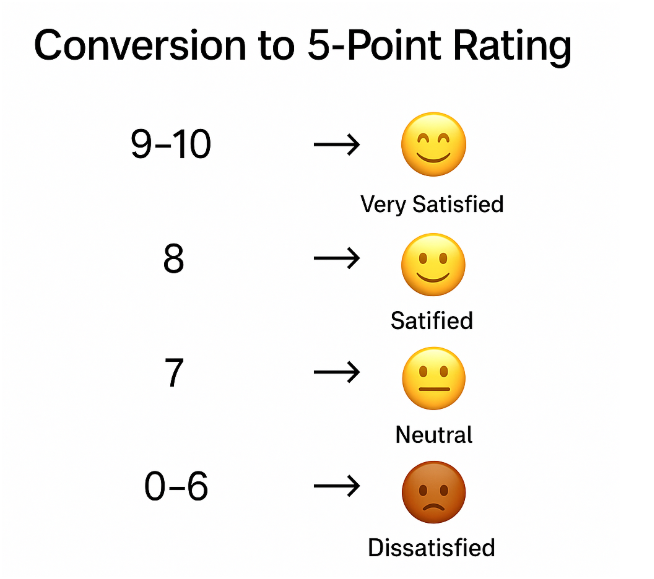 Conversion to 5-Point Rating
9–10 →
Very Satisfied
8 →
Satified
7 →
Neutral
0–6 →
Dissatisfied